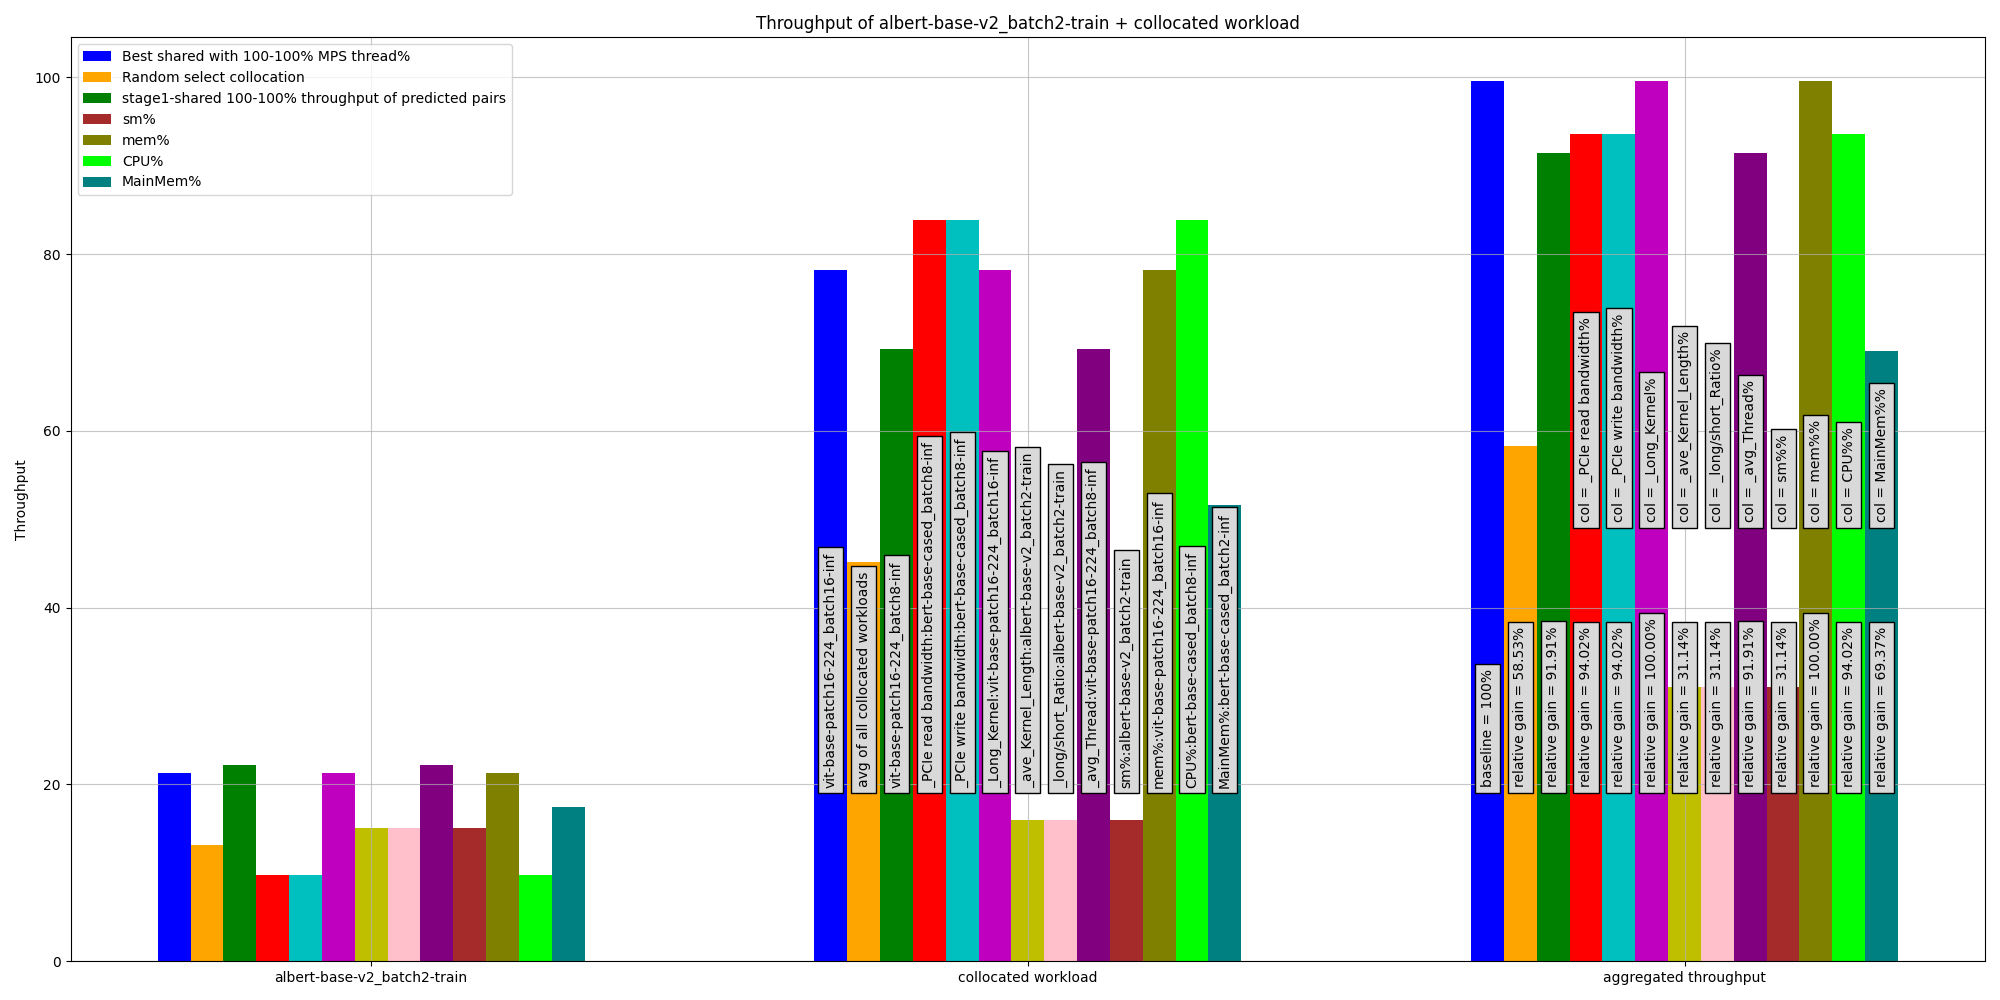 Throughput of albert-base-v2_batch2-train + collocated workload
Best shared with 100-100% MPS thread%
Random select collocation
stage1-shared 100-100% throughput of predicted pairs
sm%
mem%
CPU%
MainMem%
Throughput
100
80
60
40
20
0
vit-base-patch16-224_batch16-inf
avg of all collocated workloads
vit-base-patch16-224_batch8-inf
_PCIe read bandwidth:bert-base-cased_batch8-inf
_PCIe write bandwidth:bert-base-cased_batch8-inf
_Long_Kernel:vit-base-patch16-224_batch16-inf
_ave_Kernel_Length:albert-base-v2_batch2-train
_long/short_Ratio:albert-base-v2_batch2-train
_avg_Thread:vit-base-patch16-224_batch8-inf
sm%:albert-base-v2_batch2-train
mem%:vit-base-patch16-224_batch16-inf
CPU%:bert-base-cased_batch8-inf
MainMem%:bert-base-cased_batch2-inf
col = _PCIe read bandwidth%
col = _PCIe write bandwidth%
col = _Long_Kernel%
col = _ave_Kernel_Length%
col = _long/short_Ratio%
col = _avg_Thread%
col = sm%%
col = mem%%
col = CPU%%
col = MainMem%%
baseline = 100%
relative gain = 58.53%
relative gain = 91.91%
relative gain = 94.02%
relative gain = 94.02%
relative gain = 100.00%
relative gain = 31.14%
relative gain = 31.14%
relative gain = 91.91%
relative gain = 31.14%
relative gain = 100.00%
relative gain = 94.02%
relative gain = 69.37%
albert-base-v2_batch2-train
collocated workload
aggregated throughput